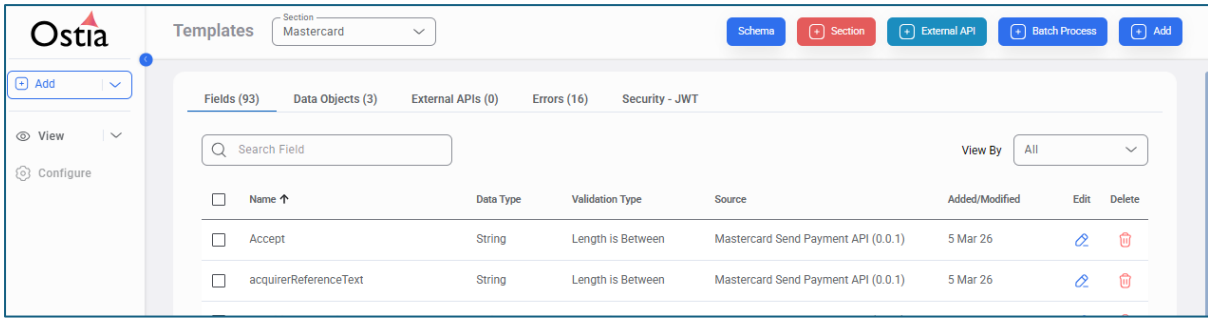 Ostia
Templates
Section
Mastercard
Schema
Section
External API
Batch Process
Add
Add
View
Configure
Fields (93) Data Objects (3) External APIs (0) Errors (16) Security - JWT
Search Field
View By All
Name Data Type Validation Type Source Added/Modified Edit Delete
Accept String Length is Between Mastercard Send Payment API (0.0.1) 5 Mar 26
acquirerReferenceText String Length is Between Mastercard Send Payment API (0.0.1) 5 Mar 26